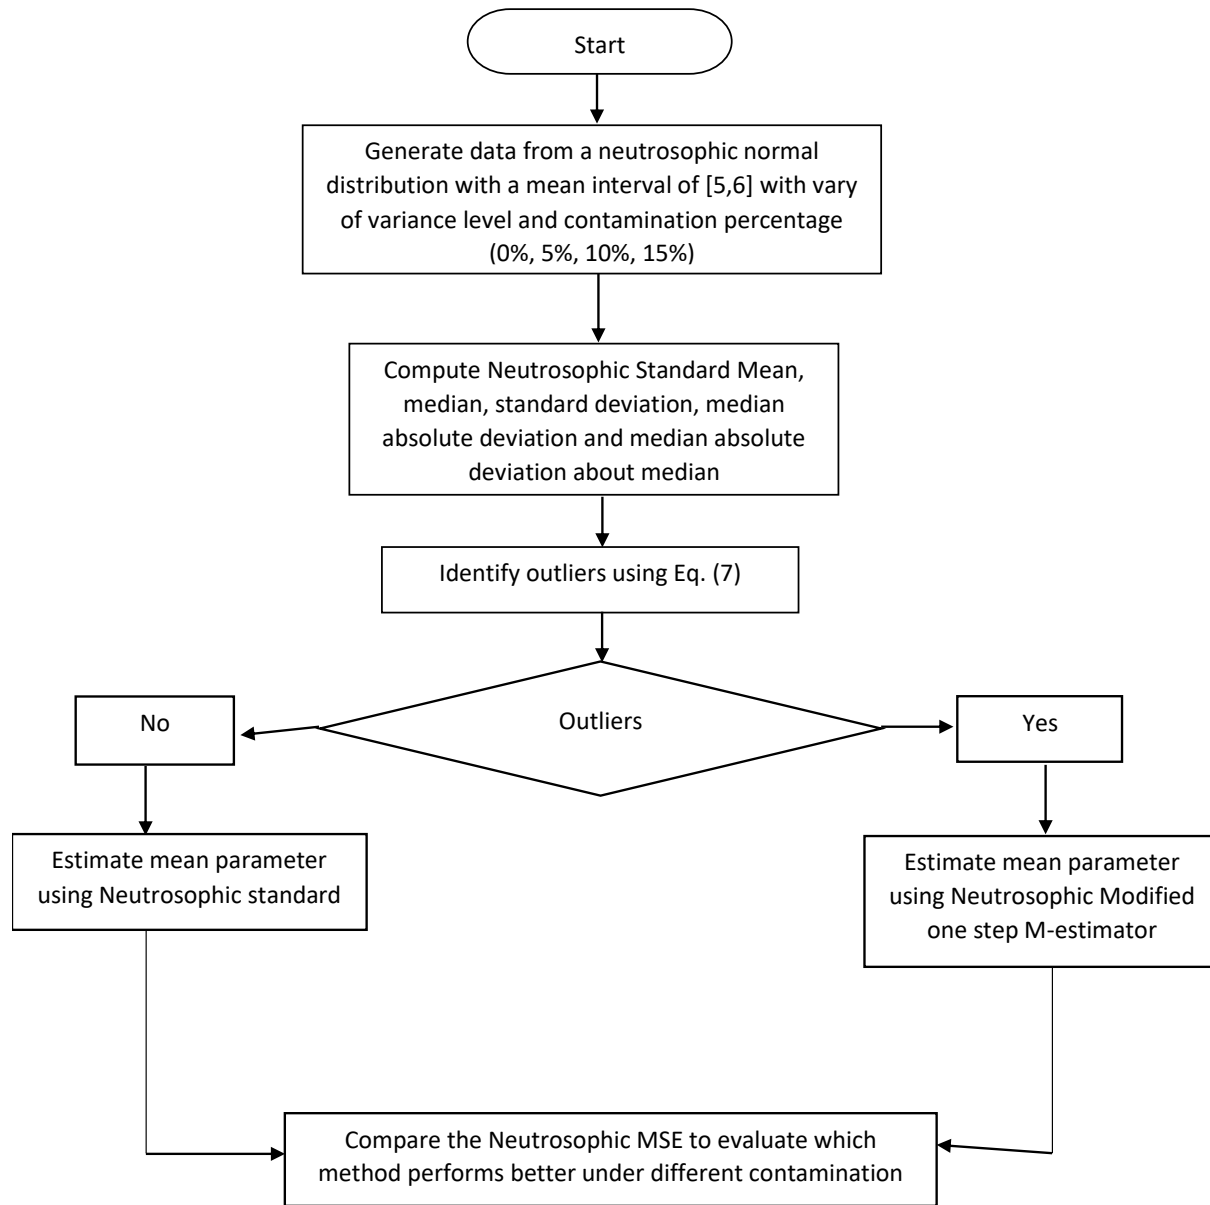 Start
Generate data from a neutrosophic normal
distribution with a mean interval of [5,6] with vary
of variance level and contamination percentage
(0%, 5%, 10%, 15%)
Compute Neutrosophic Standard Mean,
median, standard deviation, median
absolute deviation and median absolute
deviation about median
Identify outliers using Eq. (7)
Outliers
No
Yes
Estimate mean parameter
using Neutrosophic standard
Estimate mean parameter
using Neutrosophic Modified
one step M-estimator
Compare the Neutrosophic MSE to evaluate which
method performs better under different contamination